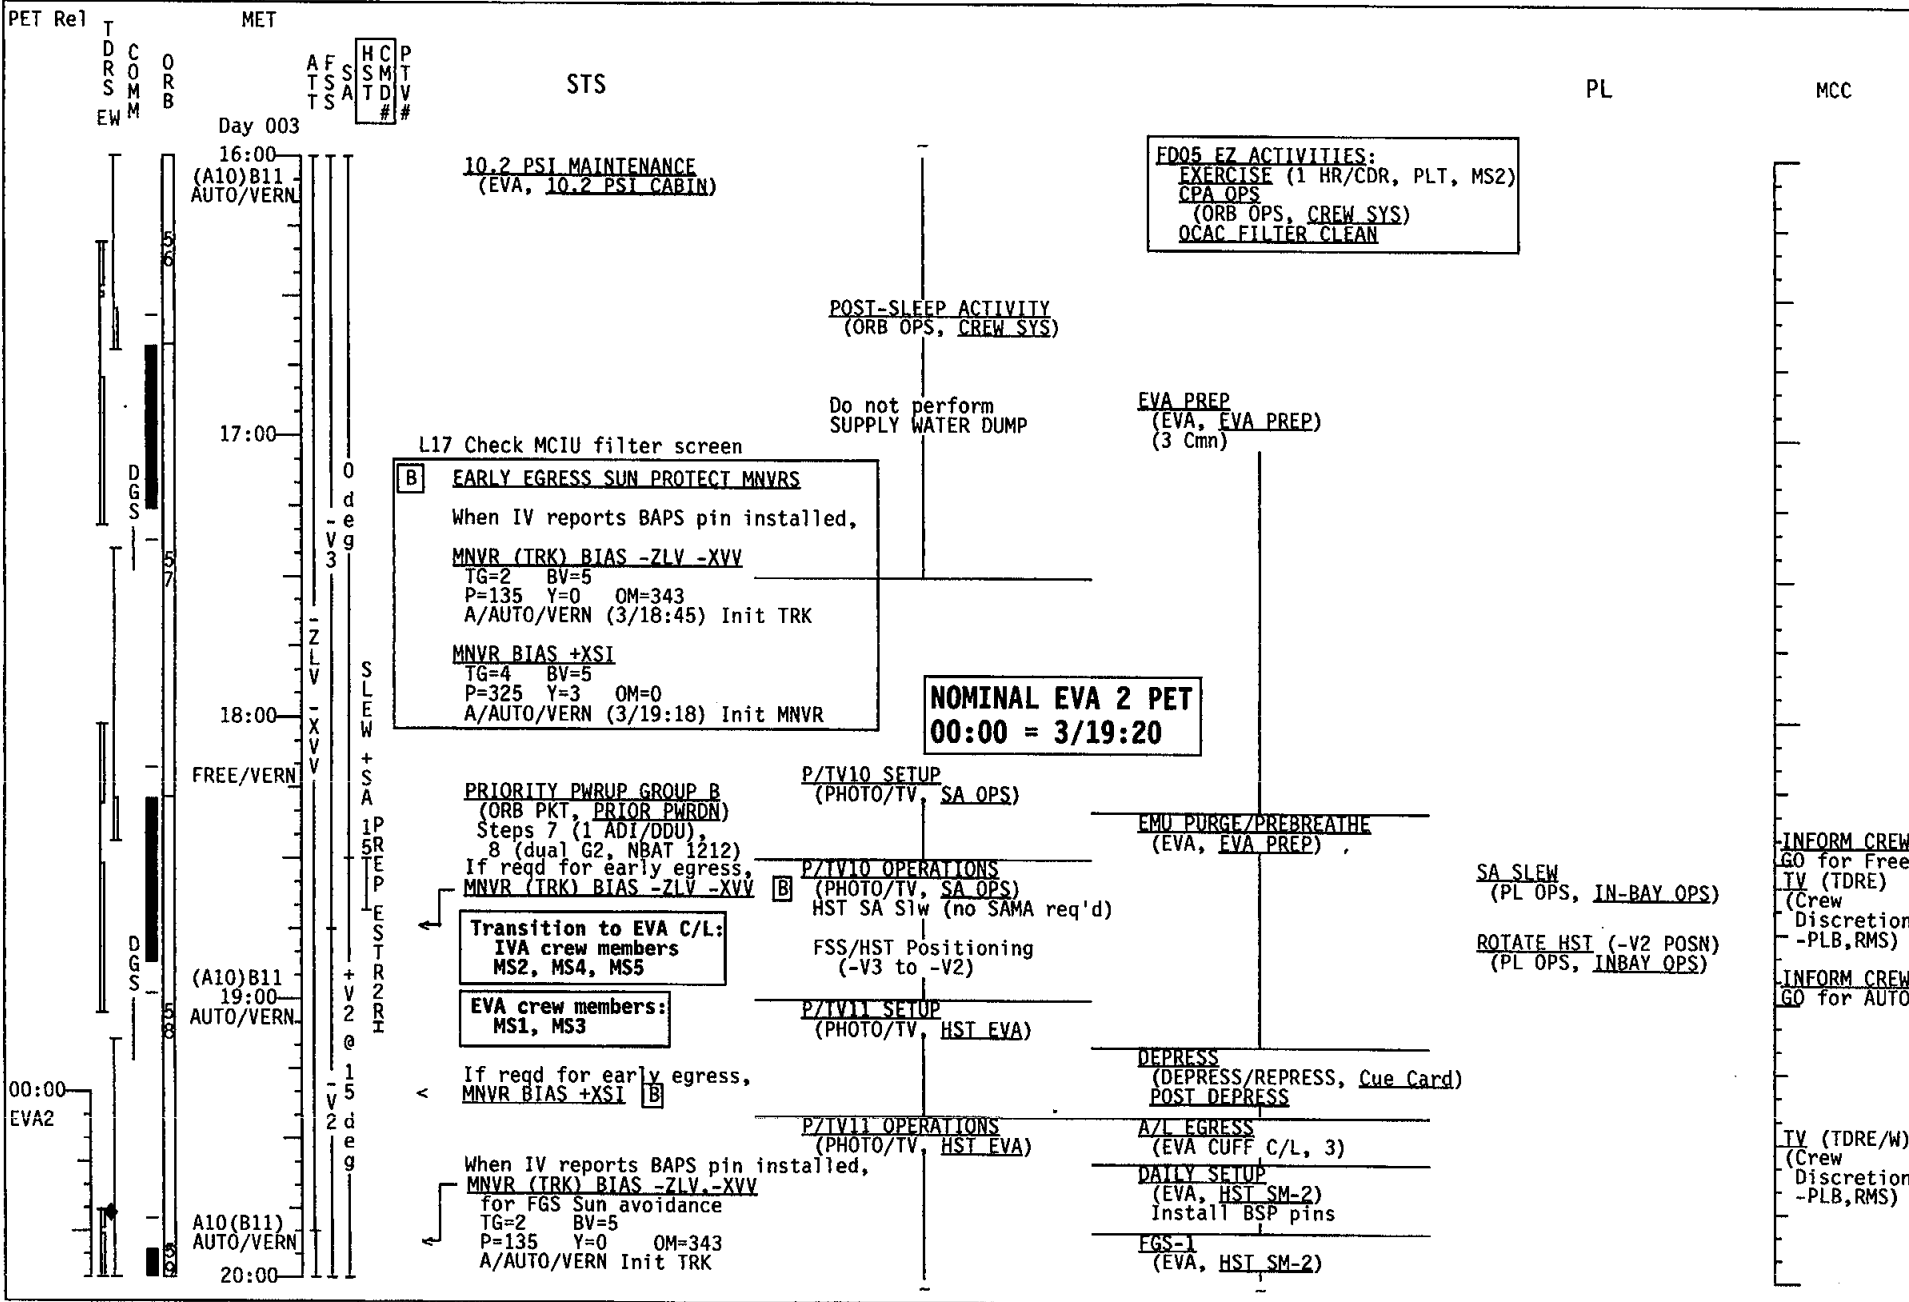 PET Rel
TDRS
EW
COMM
ORB
MET
ATT
FSS
SA
HST
CMD#
PTV#
STS
PL
MCC
Day 003
16:00
(A10)B11
AUTO/VERN
10.2 PSI MAINTENANCE
(EVA, 10.2 PSI CABIN)
FD05 EZ ACTIVITIES:
EXERCISE (1 HR/CDR, PLT, MS2)
CPA OPS
(ORB OPS, CREW SYS)
OCAC FILTER CLEAN
56
POST-SLEEP ACTIVITY
(ORB OPS, CREW SYS)
Do not perform
SUPPLY WATER DUMP
EVA PREP
(EVA, EVA PREP)
(3 Cmn)
17:00
DGS
57
0 deg
-V3
-ZLV -XVV
L17 Check MCIU filter screen
B EARLY EGRESS SUN PROTECT MNVRS
When IV reports BAPS pin installed,
MNVR (TRK) BIAS -ZLV -XVV
TG=2 BV=5
P=135 Y=0 OM=343
A/AUTO/VERN (3/18:45) Init TRK
MNVR BIAS +XSI
TG=4 BV=5
P=325 Y=3 OM=0
A/AUTO/VERN (3/19:18) Init MNVR
SLEW +SA 15
NOMINAL EVA 2 PET
00:00 = 3/19:20
18:00
FREE/VERN
PRIORITY PWRUP GROUP B
(ORB PKT, PRIOR PWRDN)
Steps 7 (1 ADI/DDU),
8 (dual G2, NBAT 1212)
If reqd for early egress,
MNVR (TRK) BIAS -ZLV -XVV B
P/TV10 SETUP
(PHOTO/TV, SA OPS)
EMU PURGE/PREBREATHE
(EVA, EVA PREP)
P/TV10 OPERATIONS
(PHOTO/TV, SA OPS)
HST SA Slw (no SAMA req'd)
FSS/HST Positioning
(-V3 to -V2)
SA SLEW
(PL OPS, IN-BAY OPS)
ROTATE HST (-V2 POSN)
(PL OPS, INBAY OPS)
INFORM CREW
GO for Free
TV (TDRE)
(Crew
Discretion
-PLB,RMS)
INFORM CREW
GO for AUTO
PREP ESTR2RI
Transition to EVA C/L:
IVA crew members
MS2, MS4, MS5
EVA crew members:
MS1, MS3
DGS
58
(A10)B11
19:00
AUTO/VERN
+V2 @ 15 deg
-V2
P/TV11 SETUP
(PHOTO/TV, HST EVA)
DEPRESS
(DEPRESS/REPRESS, Cue Card)
POST DEPRESS
00:00
EVA2
If reqd for early egress,
< MNVR BIAS +XSI B
P/TV11 OPERATIONS
(PHOTO/TV, HST EVA)
A/L EGRESS
(EVA CUFF C/L, 3)
When IV reports BAPS pin installed,
MNVR (TRK) BIAS -ZLV,-XVV
for FGS Sun avoidance
TG=2 BV=5
P=135 Y=0 OM=343
A/AUTO/VERN Init TRK
DAILY SETUP
(EVA, HST SM-2)
Install BSP pins
FGS-1
(EVA, HST SM-2)
TV (TDRE/W)
(Crew
Discretion
-PLB,RMS)
A10(B11)
AUTO/VERN
59
20:00